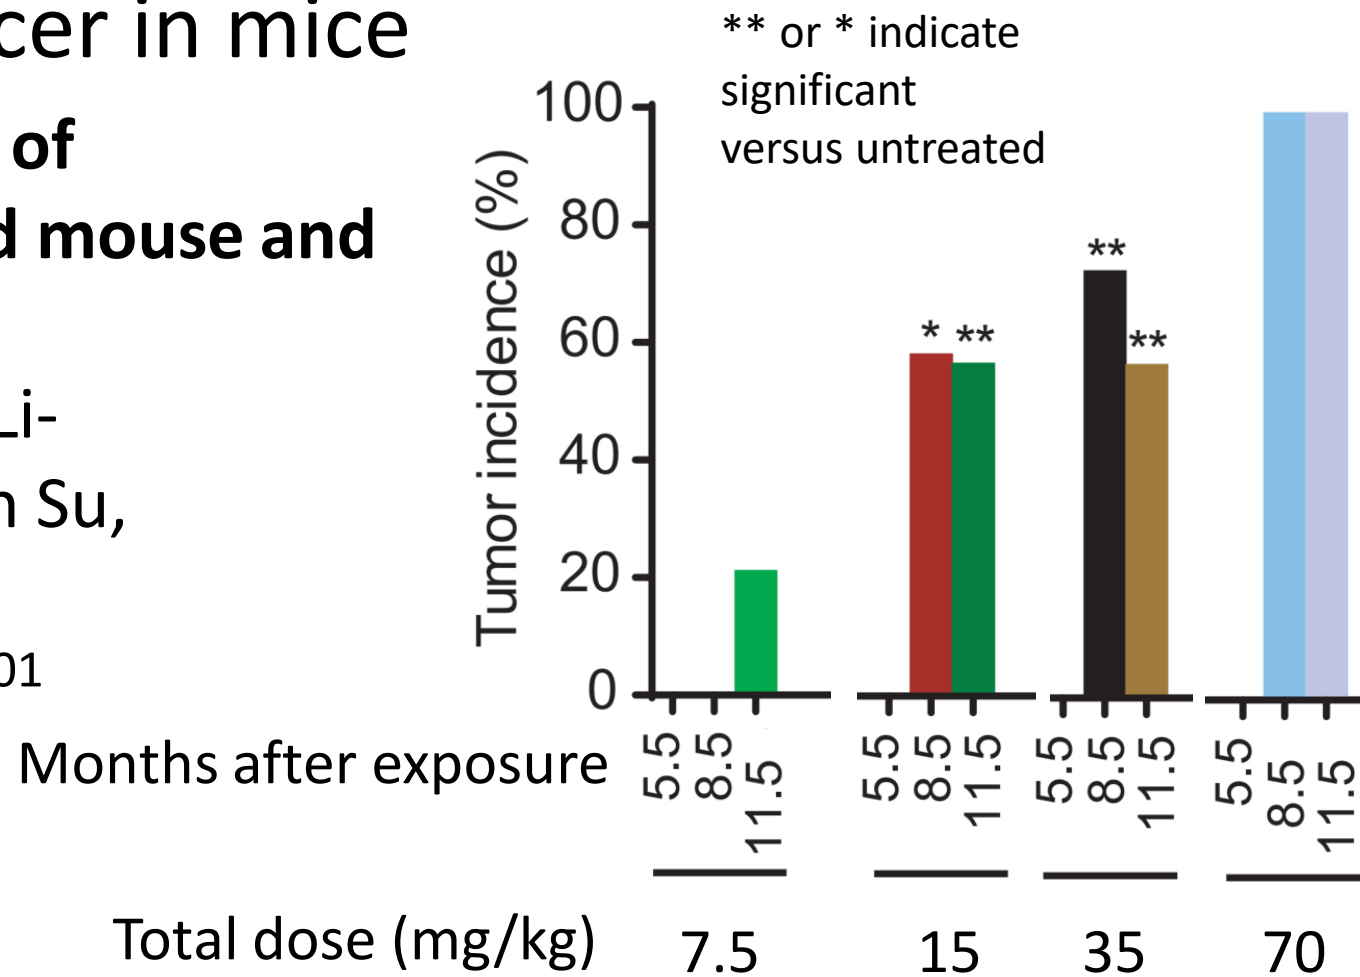 cer in mice
of
d mouse and
Li-
n Su,
01
** or * indicate
significant
versus untreated
Tumor incidence (%)
100
80
60
40
20
0
* **
**
**
Months after exposure
5.5 8.5 11.5 5.5 8.5 11.5 5.5 8.5 11.5 5.5 8.5 11.5
Total dose (mg/kg) 7.5 15 35 70